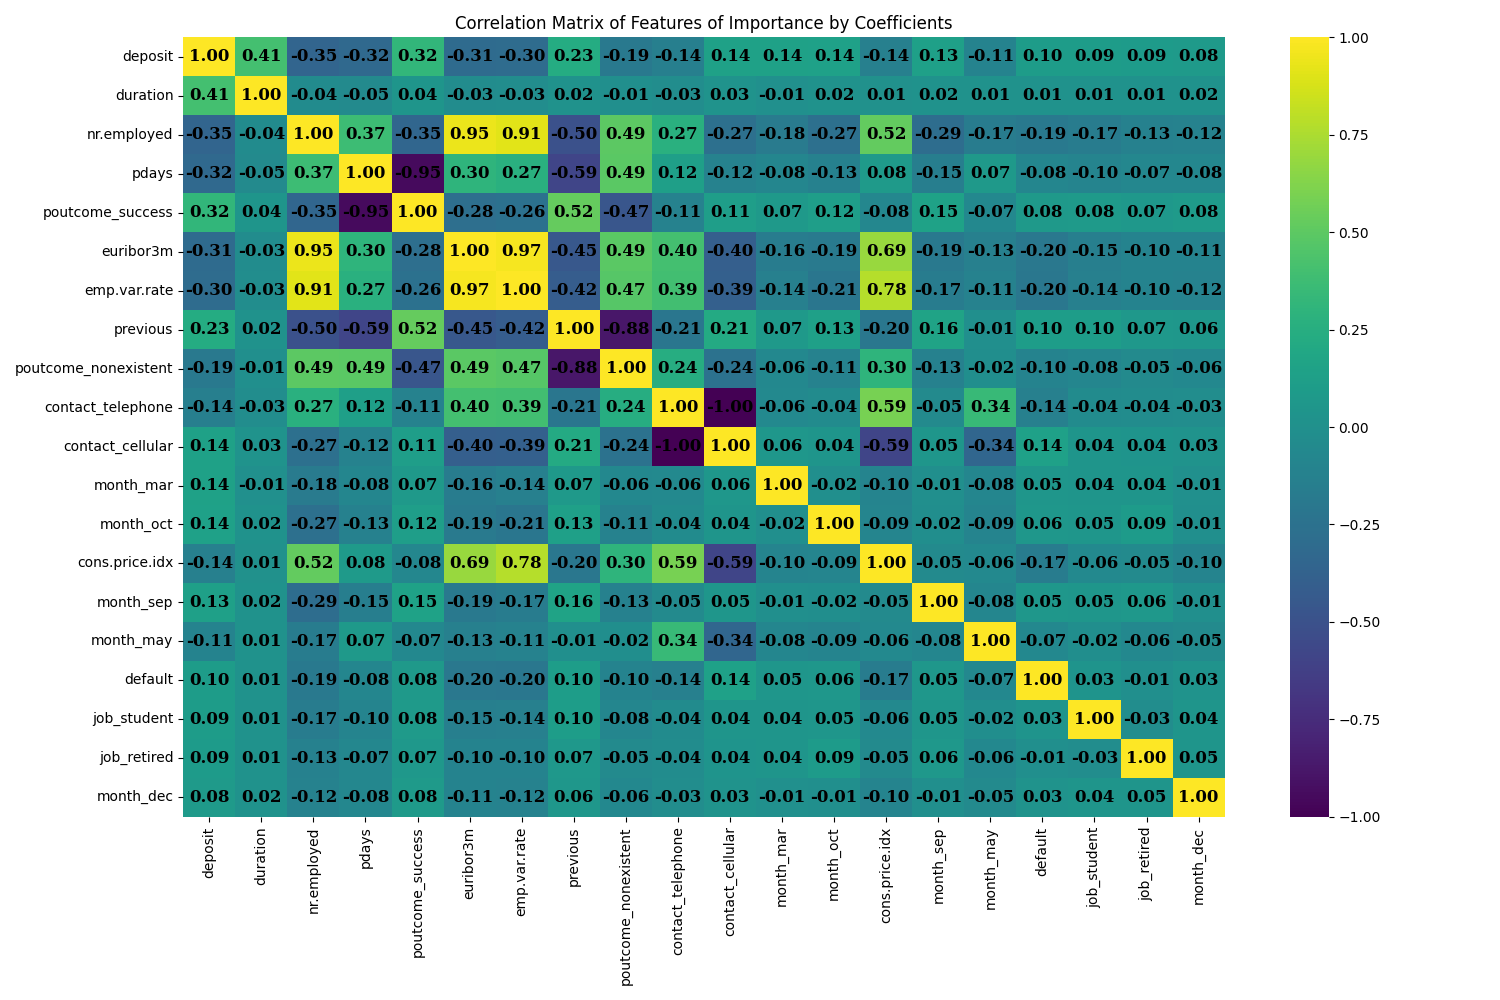 Correlation Matrix of Features of Importance by Coefficients
deposit 1.00 0.41 -0.35 -0.32 0.32 -0.31 -0.30 0.23 -0.19 -0.14 0.14 0.14 0.14 -0.14 0.13 -0.11 0.10 0.09 0.09 0.08
duration 0.41 1.00 -0.04 -0.05 0.04 -0.03 -0.03 0.02 -0.01 -0.03 0.03 -0.01 0.02 0.01 0.02 0.01 0.01 0.01 0.01 0.02
nr.employed -0.35 -0.04 1.00 0.37 -0.35 0.95 0.91 -0.50 0.49 0.27 -0.27 -0.18 -0.27 0.52 -0.29 -0.17 -0.19 -0.17 -0.13 -0.12
pdays -0.32 -0.05 0.37 1.00 -0.95 0.30 0.27 -0.59 0.49 0.12 -0.12 -0.08 -0.13 0.08 -0.15 0.07 -0.08 -0.10 -0.07 -0.08
poutcome_success 0.32 0.04 -0.35 -0.95 1.00 -0.28 -0.26 0.52 -0.47 -0.11 0.11 0.07 0.12 -0.08 0.15 -0.07 0.08 0.08 0.07 0.08
euribor3m -0.31 -0.03 0.95 0.30 -0.28 1.00 0.97 -0.45 0.49 0.40 -0.40 -0.16 -0.19 0.69 -0.19 -0.13 -0.20 -0.15 -0.10 -0.11
emp.var.rate -0.30 -0.03 0.91 0.27 -0.26 0.97 1.00 -0.42 0.47 0.39 -0.39 -0.14 -0.21 0.78 -0.17 -0.11 -0.20 -0.14 -0.10 -0.12
previous 0.23 0.02 -0.50 -0.59 0.52 -0.45 -0.42 1.00 -0.88 -0.21 0.21 0.07 0.13 -0.20 0.16 -0.01 0.10 0.10 0.07 0.06
poutcome_nonexistent -0.19 -0.01 0.49 0.49 -0.47 0.49 0.47 -0.88 1.00 0.24 -0.24 -0.06 -0.11 0.30 -0.13 -0.02 -0.10 -0.08 -0.05 -0.06
contact_telephone -0.14 -0.03 0.27 0.12 -0.11 0.40 0.39 -0.21 0.24 1.00 -1.00 -0.06 -0.04 0.59 -0.05 0.34 -0.14 -0.04 -0.04 -0.03
contact_cellular 0.14 0.03 -0.27 -0.12 0.11 -0.40 -0.39 0.21 -0.24 -1.00 1.00 0.06 0.04 -0.59 0.05 -0.34 0.14 0.04 0.04 0.03
month_mar 0.14 -0.01 -0.18 -0.08 0.07 -0.16 -0.14 0.07 -0.06 -0.06 0.06 1.00 -0.02 -0.10 -0.01 -0.08 0.05 0.04 0.04 -0.01
month_oct 0.14 0.02 -0.27 -0.13 0.12 -0.19 -0.21 0.13 -0.11 -0.04 0.04 -0.02 1.00 -0.09 -0.02 -0.09 0.06 0.05 0.09 -0.01
cons.price.idx -0.14 0.01 0.52 0.08 -0.08 0.69 0.78 -0.20 0.30 0.59 -0.59 -0.10 -0.09 1.00 -0.05 -0.06 -0.17 -0.06 -0.05 -0.10
month_sep 0.13 0.02 -0.29 -0.15 0.15 -0.19 -0.17 0.16 -0.13 -0.05 0.05 -0.01 -0.02 -0.05 1.00 -0.08 0.05 0.05 0.06 -0.01
month_may -0.11 0.01 -0.17 0.07 -0.07 -0.13 -0.11 -0.01 -0.02 0.34 -0.34 -0.08 -0.09 -0.06 -0.08 1.00 -0.07 -0.02 -0.06 -0.05
default 0.10 0.01 -0.19 -0.08 0.08 -0.20 -0.20 0.10 -0.10 -0.14 0.14 0.05 0.06 -0.17 0.05 -0.07 1.00 0.03 -0.01 0.03
job_student 0.09 0.01 -0.17 -0.10 0.08 -0.15 -0.14 0.10 -0.08 -0.04 0.04 0.04 0.05 -0.06 0.05 -0.02 0.03 1.00 -0.03 0.04
job_retired 0.09 0.01 -0.13 -0.07 0.07 -0.10 -0.10 0.07 -0.05 -0.04 0.04 0.04 0.09 -0.05 0.06 -0.06 -0.01 -0.03 1.00 0.05
month_dec 0.08 0.02 -0.12 -0.08 0.08 -0.11 -0.12 0.06 -0.06 -0.03 0.03 -0.01 -0.01 -0.10 -0.01 -0.05 0.03 0.04 0.05 1.00
deposit
duration
nr.employed
pdays
poutcome_success
euribor3m
emp.var.rate
previous
poutcome_nonexistent
contact_telephone
contact_cellular
month_mar
month_oct
cons.price.idx
month_sep
month_may
default
job_student
job_retired
month_dec
1.00
0.75
0.50
0.25
0.00
−0.25
−0.50
−0.75
−1.00